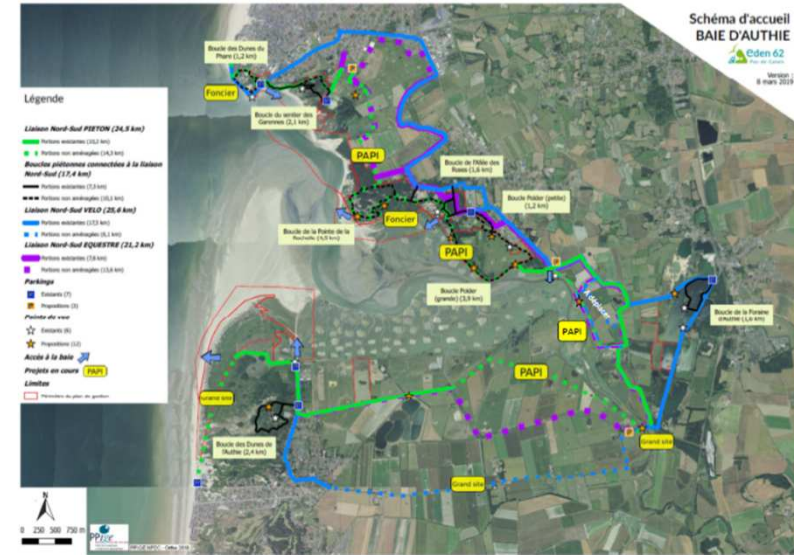 Schéma d'accueil
BAIE D'AUTHIE
eden 62
Pas de Calais
Version :
6 mars 2019
Légende
Liaison Nord-Sud PIETON (24,5 km)
Portions existantes (10,2 km)
Portions non aménagées (14,3 km)
Boucles piétonnes connectées à la liaison
Nord-Sud (17,4 km)
Portions existantes (7,3 km)
Portions non aménagées (10,1 km)
Liaison Nord-Sud VELO (25,6 km)
Portions existantes (17,5 km)
Portions non aménagées (8,1 km)
Liaison Nord-Sud EQUESTRE (21,2 km)
Portions existantes (7,6 km)
Portions non aménagées (13,6 km)
Parkings
Existants (7)
Propositions (3)
Points de vue
Existants (6)
Propositions (12)
Accès à la baie
Projets en cours PAPI
Limites
Périmètre du plan de gestion
Boucle des Dunes du
Phare (1,2 km)
Foncier
Boucle du sentier des
Garennes (2,1 km)
P
PAPI
Boucle de l'Allée des
Roses (1,6 km)
Boucle Polder (petite)
1,2 km)
Foncier
Boucle de la Pointe de la
PAPI
Boucle Polder
(grande) (3,9 km)
P
A déplacer
PAPI
Boucle de la Foraine
d'Authie (1,6 km)
PAPI
Grand site
Boucle des Dunes de
l'Authie (2,4 km)
P
Grand site
Grand site
N
0 250 500 750 m